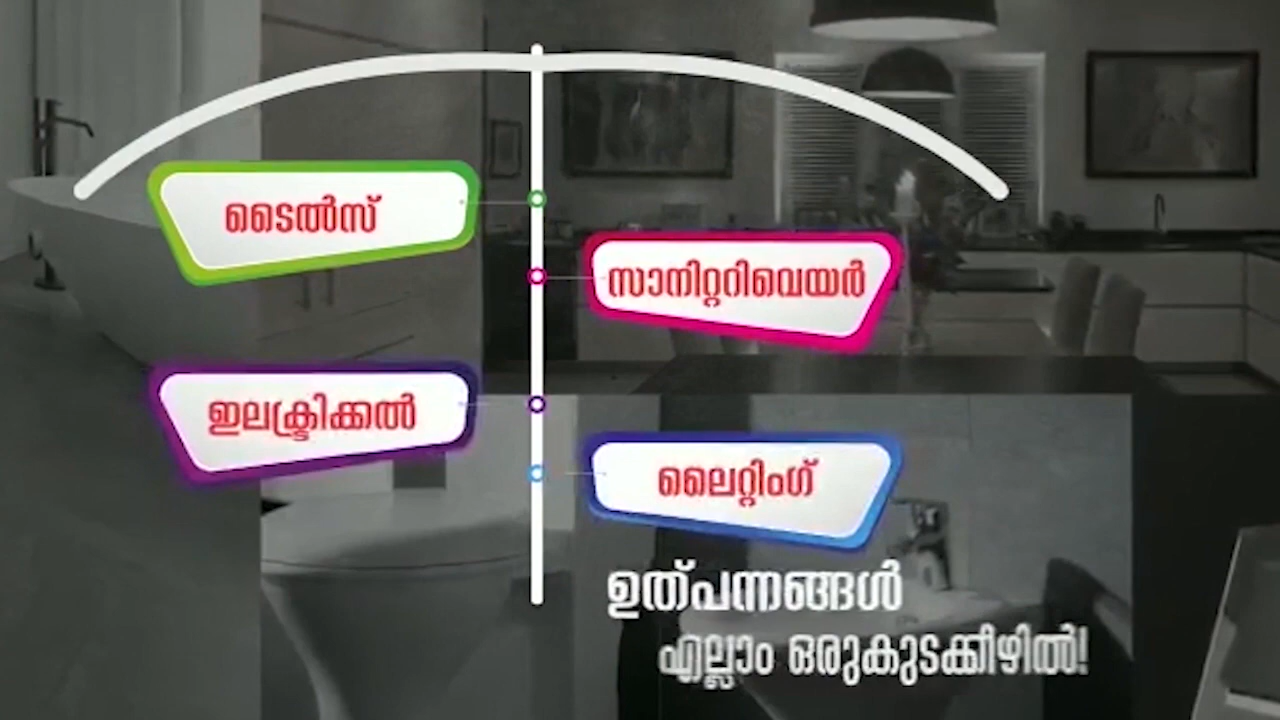 ടൈൽസ്
സാനിറ്ററിവെയർ
ഇലക്ട്രിക്കൽ
ലൈറ്റിംഗ്
ഉത്പന്നങ്ങൾ
എല്ലാം ഒരുകുടക്കീഴിൽ!